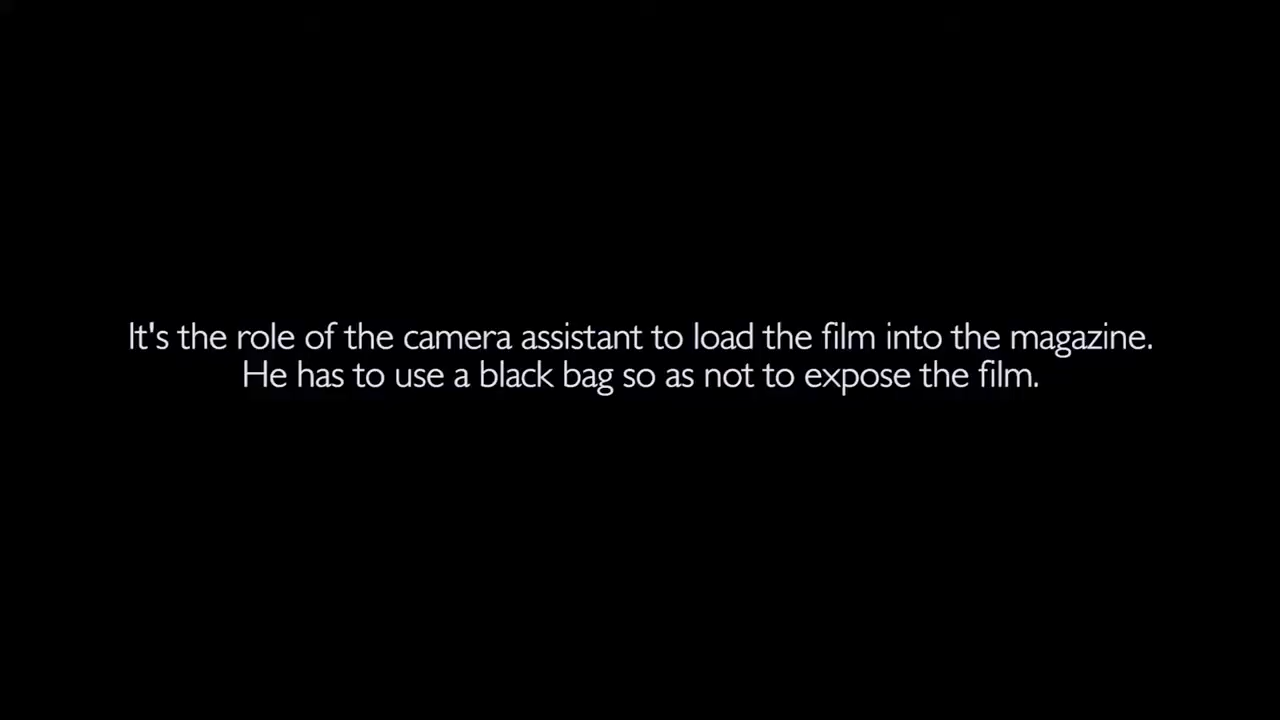 It's the role of the camera assistant to load the film into the magazine.
He has to use a black bag so as not to expose the film.